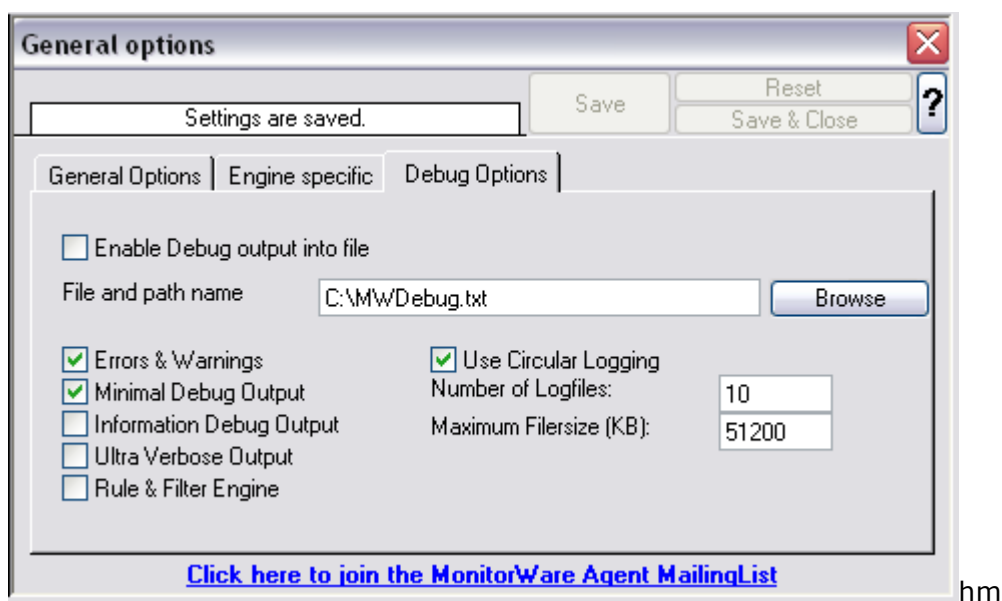 General options
Settings are saved.
Save
Reset
Save & Close
?
General Options
Engine specific
Debug Options
Enable Debug output into file
File and path name
C:\MWDebug.txt
Browse
Errors & Warnings
Use Circular Logging
Minimal Debug Output
Number of Logfiles:
10
Information Debug Output
Maximum Filersize (KB):
51200
Ultra Verbose Output
Rule & Filter Engine
Click here to join the MonitorWare Agent MailingList
hm